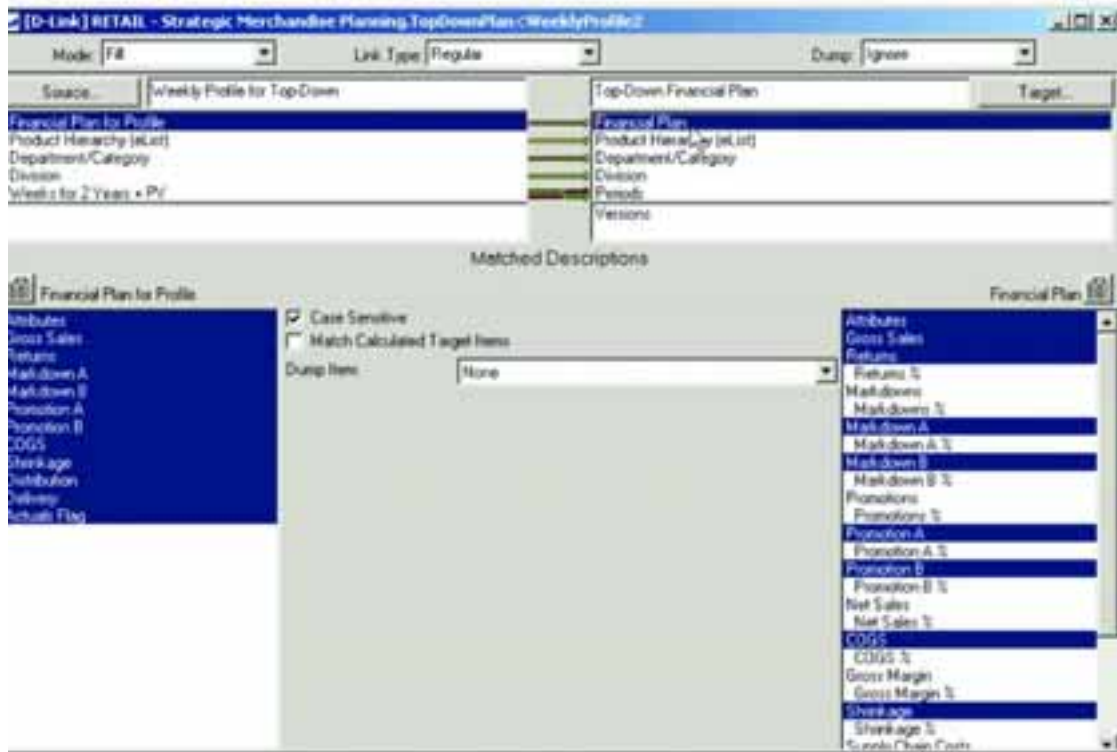 [D-Link] RETAIL - Strategic Merchandise Planning.TopDownPlan<WeeklyProfile2
Mode: Fill Link Type: Regular Dump: Ignore
Source... Weekly Profile for Top-Down Top-Down Financial Plan Target...
Financial Plan for Profile Financial Plan
Product Hierarchy (eList) Product Hierarchy (eList)
Department/Category Department/Category
Division Division
Weeks for 2 Years + PV Periods
Versions
Matched Descriptions
Financial Plan for Profile Financial Plan
Attributes
Gross Sales
Returns
Markdown A
Markdown B
Promotion A
Promotion B
COGS
Shrinkage
Distribution
Delivery
Actuals Flag
Case Sensitive
Match Calculated Target Items
Dump Item: None
Attributes
Gross Sales
Returns
Returns %
Markdowns
Markdowns %
Markdown A
Markdown A %
Markdown B
Markdown B %
Promotions
Promotions %
Promotion A
Promotion A %
Promotion B
Promotion B %
Net Sales
Net Sales %
COGS
COGS %
Gross Margin
Gross Margin %
Shrinkage
Shrinkage %
Supply Chain Costs